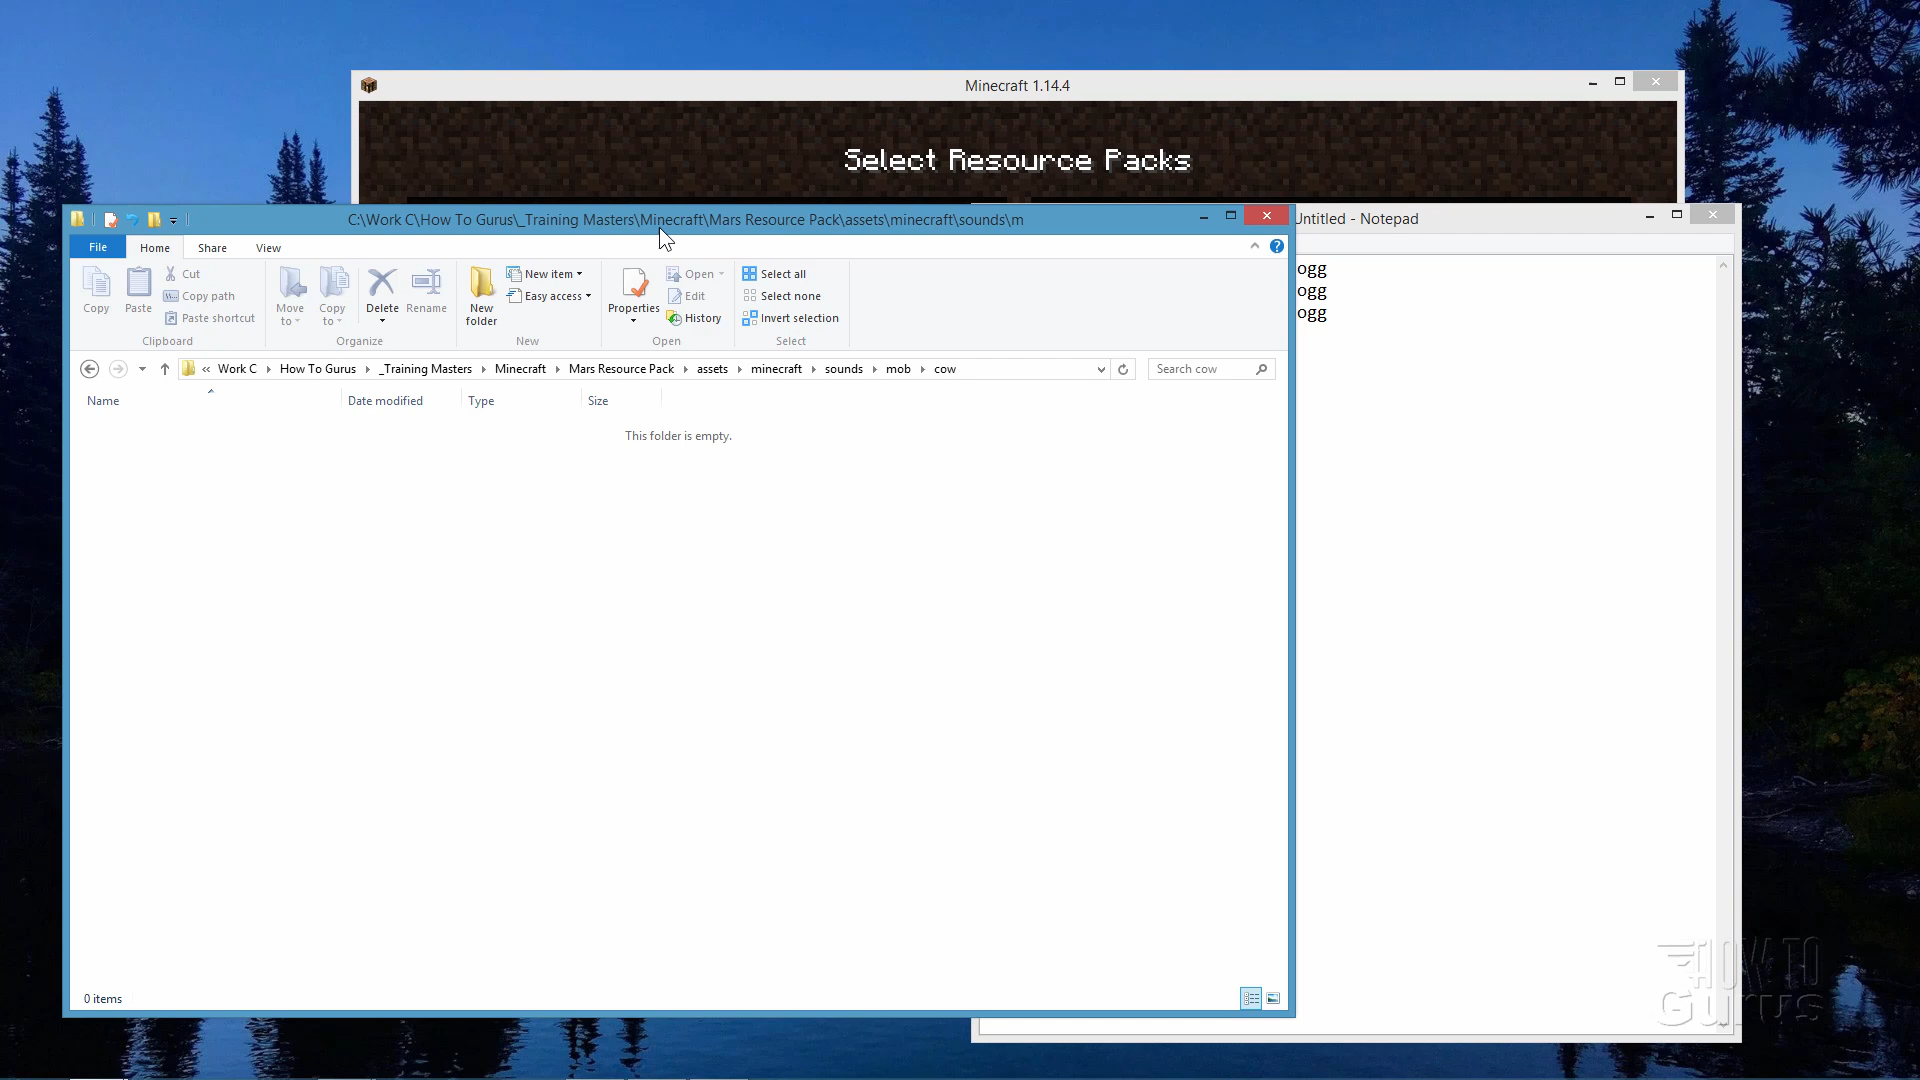 Minecraft 1.14.4
Select Resource Packs
C:\Work C\How To Gurus\_Training Masters\Minecraft\Mars Resource Pack\assets\minecraft\sounds\m
Untitled - Notepad
File Home Share View
Copy
Paste
Cut
Copy path
Paste shortcut
Clipboard
Move to
Copy to
Delete
Rename
Organize
New folder
New item
Easy access
New
Properties
Open
Edit
History
Open
Select all
Select none
Invert selection
Select
ogg
ogg
ogg
« Work C How To Gurus _Training Masters Minecraft Mars Resource Pack assets minecraft sounds mob cow
Search cow
Name Date modified Type Size
This folder is empty.
0 items
HOW TO
GURUS